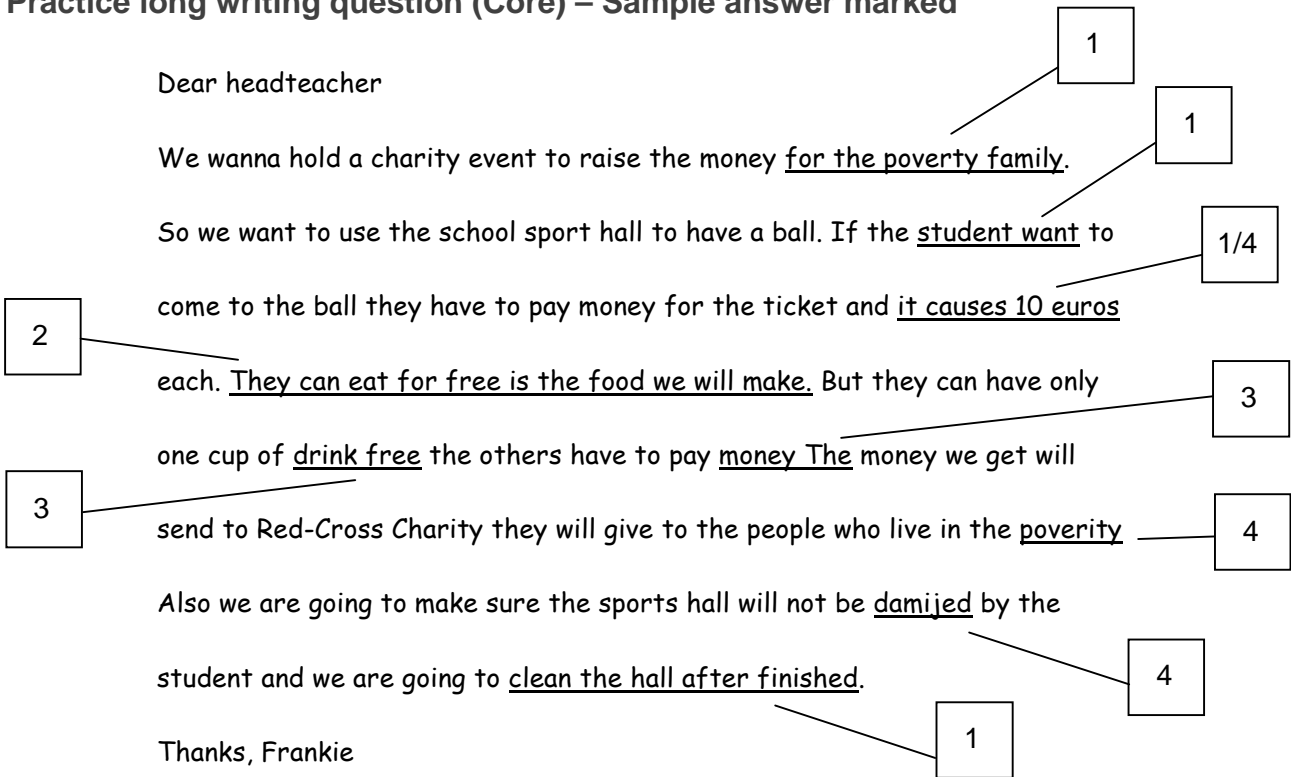 Practice long writing question (Core) – Sample answer marked
1
Dear headteacher
1
We wanna hold a charity event to raise the money for the poverty family.
So we want to use the school sport hall to have a ball. If the student want to
1/4
come to the ball they have to pay money for the ticket and it causes 10 euros
2
each. They can eat for free is the food we will make. But they can have only
3
one cup of drink free the others have to pay money The money we get will
3
send to Red-Cross Charity they will give to the people who live in the poverity
4
Also we are going to make sure the sports hall will not be damijed by the
student and we are going to clean the hall after finished.
4
1
Thanks, Frankie